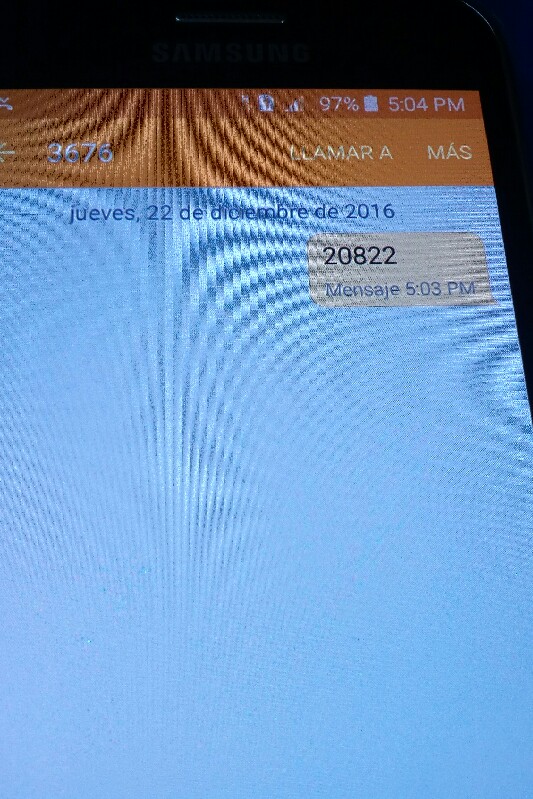 SAMSUNG
97% 5:04 PM
3676 LLAMAR A MÁS
jueves, 22 de diciembre de 2016
20822
Mensaje 5:03 PM